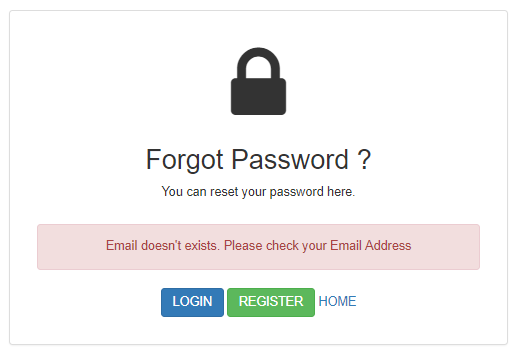 Forgot Password ?
You can reset your password here.
Email doesn't exists. Please check your Email Address
LOGIN REGISTER HOME